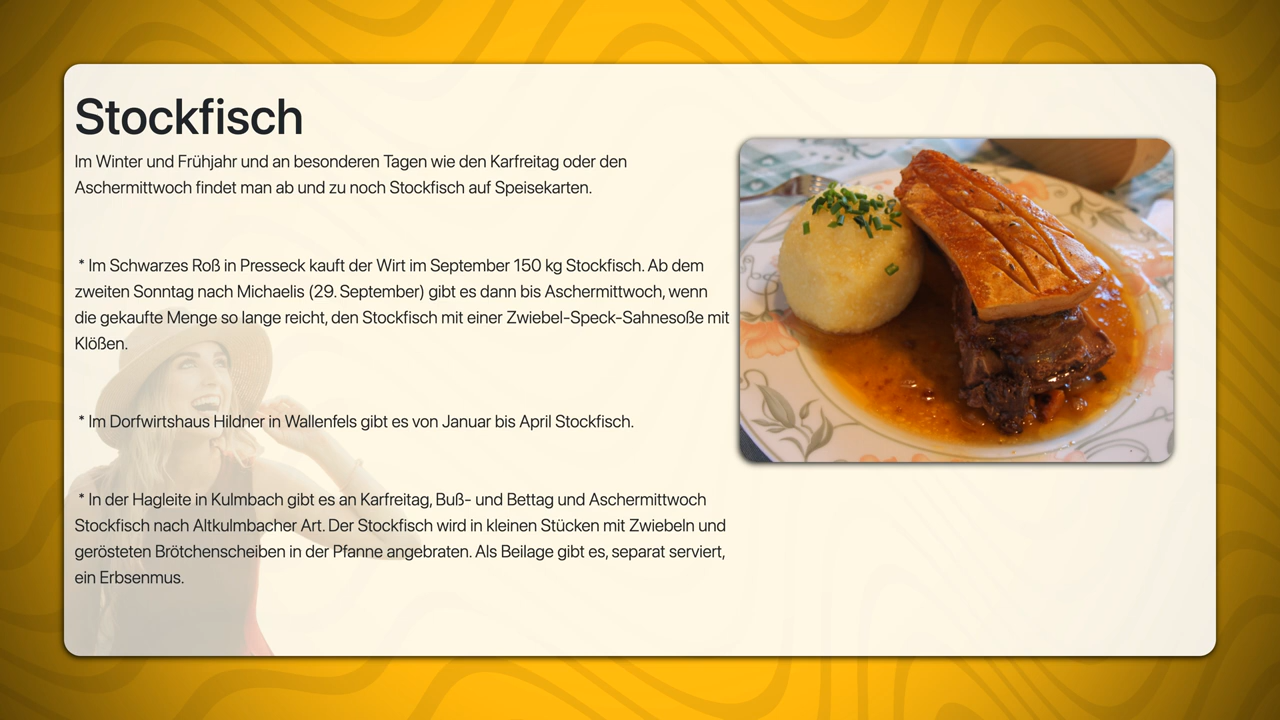 Stockfisch
Im Winter und Frühjahr und an besonderen Tagen wie den Karfreitag oder den
Aschermittwoch findet man ab und zu noch Stockfisch auf Speisekarten.
* Im Schwarzes Roß in Presseck kauft der Wirt im September 150 kg Stockfisch. Ab dem
zweiten Sonntag nach Michaelis (29. September) gibt es dann bis Aschermittwoch, wenn
die gekaufte Menge so lange reicht, den Stockfisch mit einer Zwiebel-Speck-Sahnesoße mit
Klößen.
* Im Dorfwirtshaus Hildner in Wallenfels gibt es von Januar bis April Stockfisch.
* In der Hagleite in Kulmbach gibt es an Karfreitag, Buß- und Bettag und Aschermittwoch
Stockfisch nach Altkulmbacher Art. Der Stockfisch wird in kleinen Stücken mit Zwiebeln und
gerösteten Brötchenscheiben in der Pfanne angebraten. Als Beilage gibt es, separat serviert,
ein Erbsenmus.